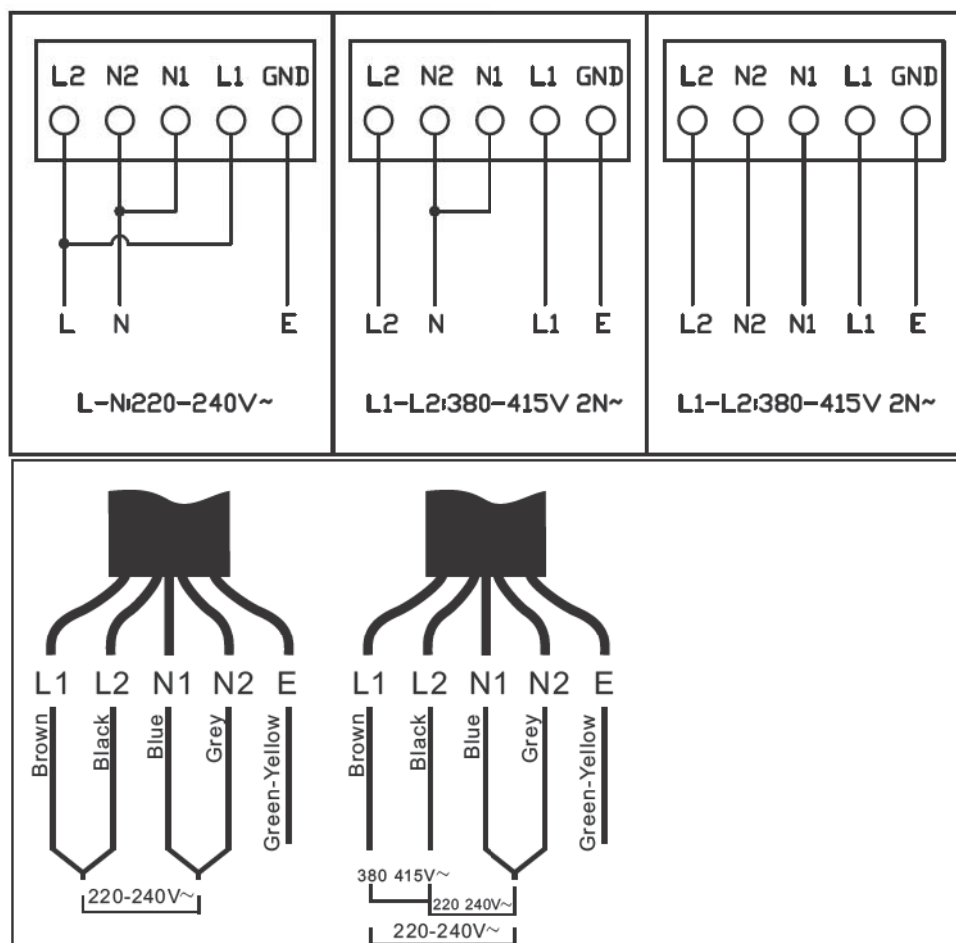 L2 N2 N1 L1 GND
L N E
L-N:220-240V~
L2 N2 N1 L1 GND
L2 N L1 E
L1-L2:380-415V 2N~
L2 N2 N1 L1 GND
L2 N2 N1 L1 E
L1-L2:380-415V 2N~
L1 L2 N1 N2 E
Brown
Black
Blue
Grey
Green-Yellow
220-240V~
L1 L2 N1 N2 E
Brown
Black
Blue
Grey
Green-Yellow
380 415V~
220 240V~
220-240V~